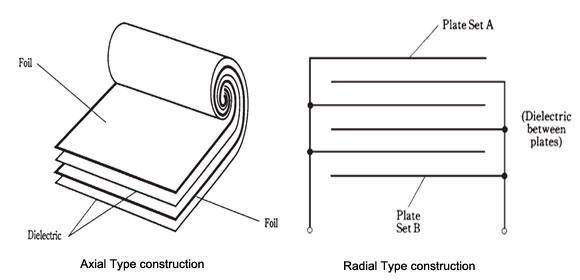 Foil
Dielectric
Foil
Axial Type construction
Plate Set A
(Dielectric
between
plates)
Plate
Set B
Radial Type construction